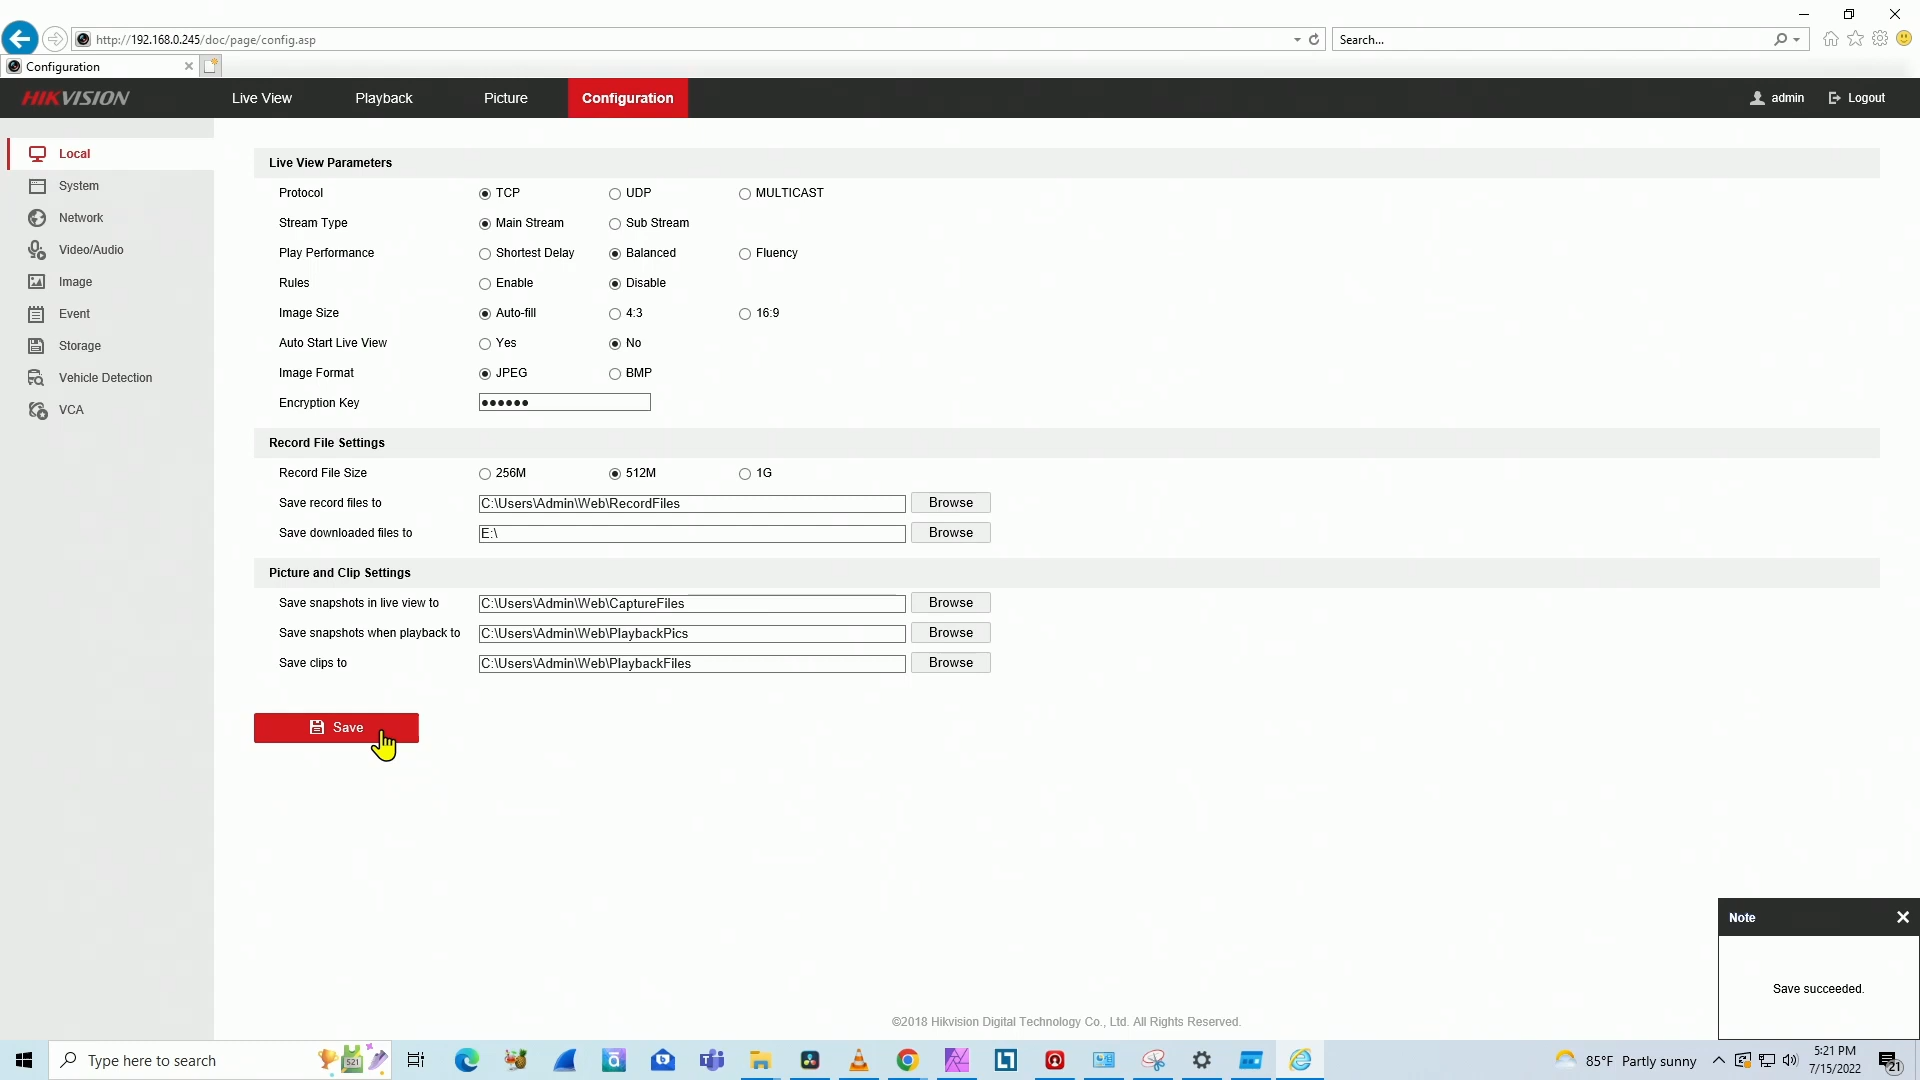 http://192.168.0.245/doc/page/config.asp
Search...
Configuration
HIKVISION
Live View
Playback
Picture
Configuration
admin
Logout
Local
System
Network
Video/Audio
Image
Event
Storage
Vehicle Detection
VCA
Live View Parameters
Protocol TCP UDP MULTICAST
Stream Type Main Stream Sub Stream
Play Performance Shortest Delay Balanced Fluency
Rules Enable Disable
Image Size Auto-fill 4:3 16:9
Auto Start Live View Yes No
Image Format JPEG BMP
Encryption Key ●●●●●●
Record File Settings
Record File Size 256M 512M 1G
Save record files to C:\Users\Admin\Web\RecordFiles Browse
Save downloaded files to E:\ Browse
Picture and Clip Settings
Save snapshots in live view to C:\Users\Admin\Web\CaptureFiles Browse
Save snapshots when playback to C:\Users\Admin\Web\PlaybackPics Browse
Save clips to C:\Users\Admin\Web\PlaybackFiles Browse
Save
Note
Save succeeded.
©2018 Hikvision Digital Technology Co., Ltd. All Rights Reserved.
Type here to search
521
85°F Partly sunny
5:21 PM
7/15/2022
21